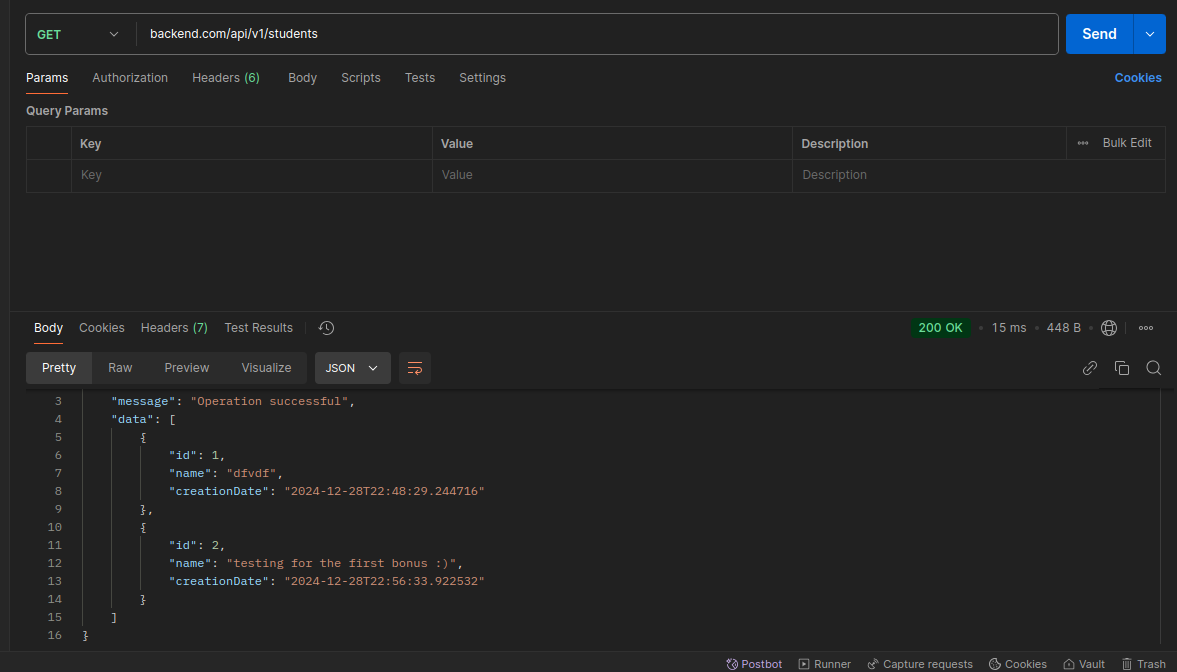 GET backend.com/api/v1/students Send
Params Authorization Headers (6) Body Scripts Tests Settings Cookies
Query Params
Key Value Description Bulk Edit
Key Value Description
Body Cookies Headers (7) Test Results 200 OK 15 ms 448 B
Pretty Raw Preview Visualize JSON
3 "message": "Operation successful",
4 "data": [
5 {
6 "id": 1,
7 "name": "dfvdf",
8 "creationDate": "2024-12-28T22:48:29.244716"
9 },
10 {
11 "id": 2,
12 "name": "testing for the first bonus :)",
13 "creationDate": "2024-12-28T22:56:33.922532"
14 }
15 ]
16 }
Postbot Runner Capture requests Cookies Vault Trash